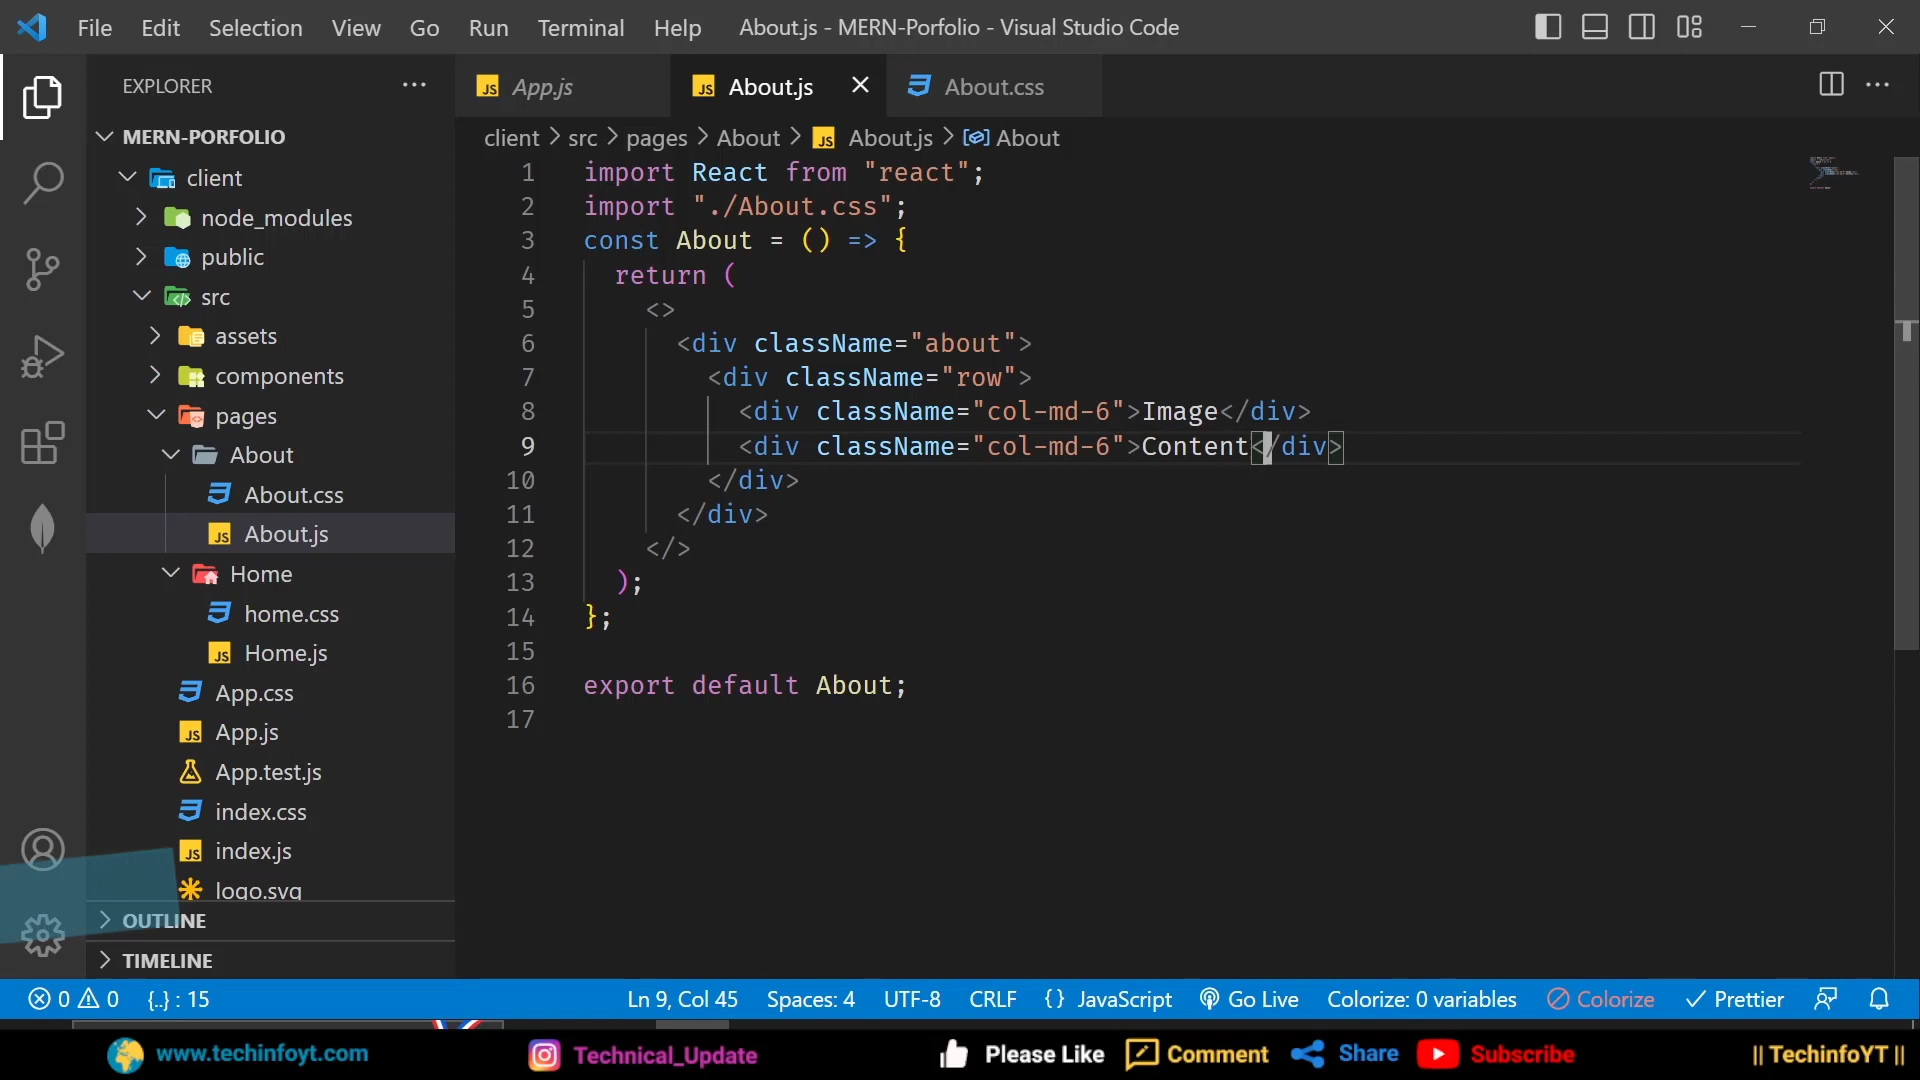 File Edit Selection View Go Run Terminal Help About.js - MERN-Porfolio - Visual Studio Code
EXPLORER
App.js About.js About.css
MERN-PORFOLIO
client > src > pages > About > About.js > About
client
node_modules
public
src
assets
components
pages
About
About.css
About.js
Home
home.css
Home.js
App.css
App.js
App.test.js
index.css
index.js
logo.svg
OUTLINE
TIMELINE
1 import React from "react";
2 import "./About.css";
3 const About = () => {
4 return (
5 <>
6 <div className="about">
7 <div className="row">
8 <div className="col-md-6">Image</div>
9 <div className="col-md-6">Content</div>
10 </div>
11 </div>
12 </>
13 );
14 };
15
16 export default About;
17
0 0 {..} : 15 Ln 9, Col 45 Spaces: 4 UTF-8 CRLF {} JavaScript Go Live Colorize: 0 variables Colorize Prettier
www.techinfoyt.com Technical_Update Please Like Comment Share Subscribe || TechinfoYT ||